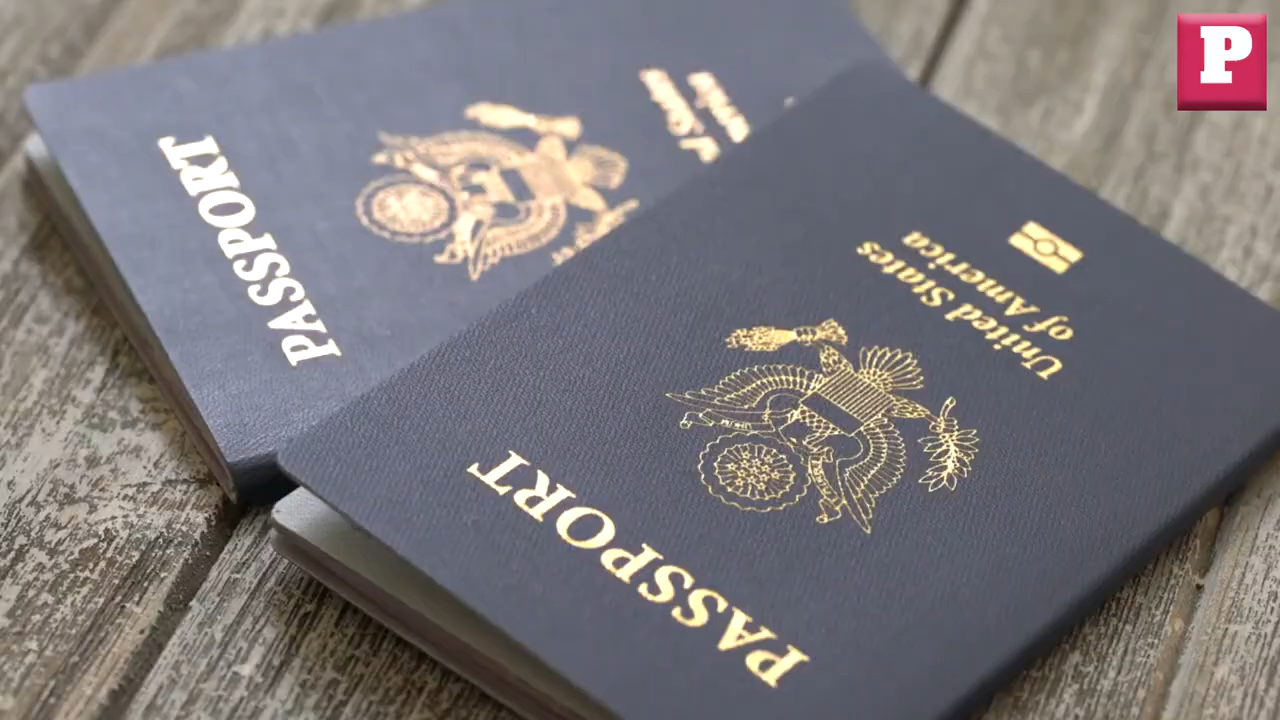 P
PASSPORT
United States
of America
PASSPORT